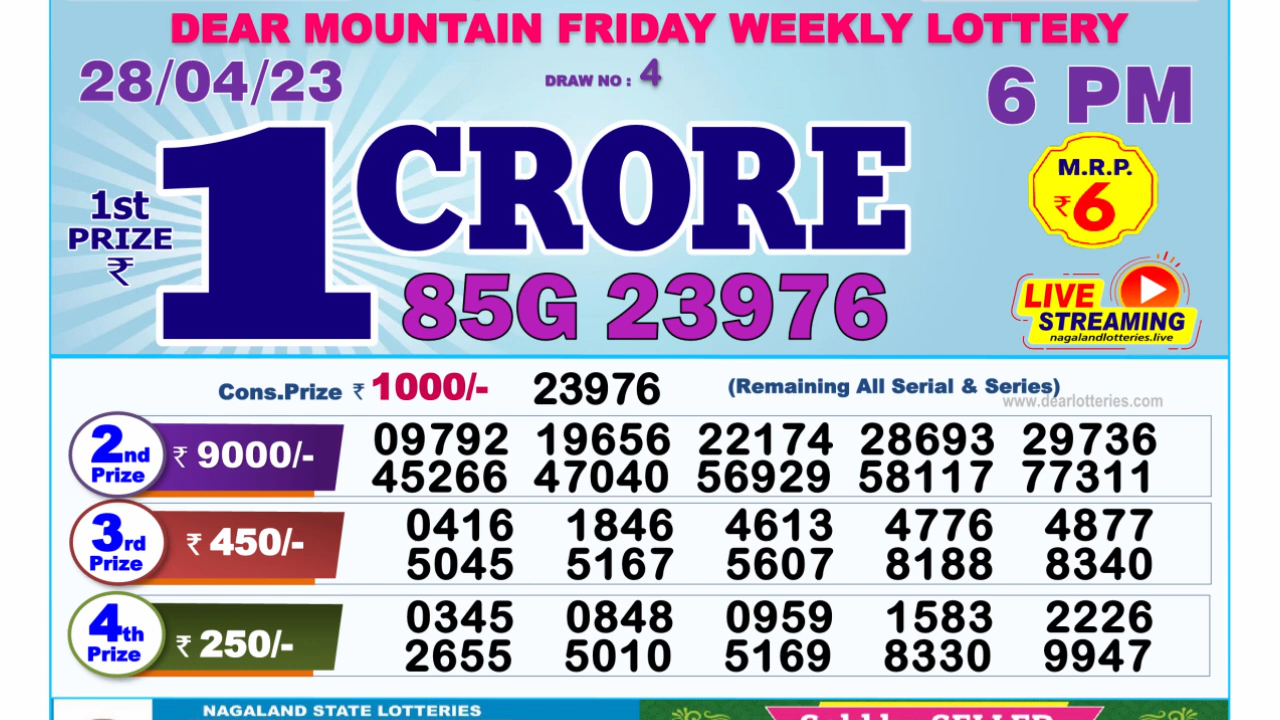 DEAR MOUNTAIN FRIDAY WEEKLY LOTTERY
28/04/23
DRAW NO : 4
6 PM
1st
PRIZE
₹
1 CRORE
85G 23976
M.R.P.
₹6
LIVE
STREAMING
nagalandlotteries.live
Cons.Prize ₹ 1000/- 23976 (Remaining All Serial & Series)
www.dearlotteries.com
2nd
Prize
₹ 9000/-
09792 19656 22174 28693 29736
45266 47040 56929 58117 77311
3rd
Prize
₹ 450/-
0416 1846 4613 4776 4877
5045 5167 5607 8188 8340
4th
Prize
₹ 250/-
0345 0848 0959 1583 2226
2655 5010 5169 8330 9947
NAGALAND STATE LOTTERIES
SELLER